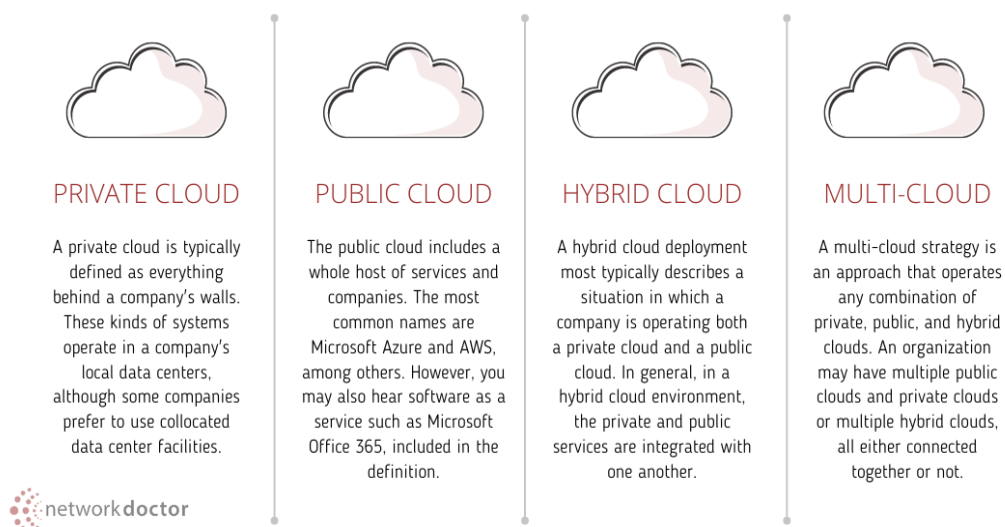 PRIVATE CLOUD
A private cloud is typically
defined as everything
behind a company's walls.
These kinds of systems
operate in a company's
local data centers,
although some companies
prefer to use collocated
data center facilities.
PUBLIC CLOUD
The public cloud includes a
whole host of services and
companies. The most
common names are
Microsoft Azure and AWS,
among others. However, you
may also hear software as a
service such as Microsoft
Office 365, included in the
definition.
HYBRID CLOUD
A hybrid cloud deployment
most typically describes a
situation in which a
company is operating both
a private cloud and a public
cloud. In general, in a
hybrid cloud environment,
the private and public
services are integrated with
one another.
MULTI-CLOUD
A multi-cloud strategy is
an approach that operates
any combination of
private, public, and hybrid
clouds. An organization
may have multiple public
clouds and private clouds
or multiple hybrid clouds,
all either connected
together or not.
networkdoctor